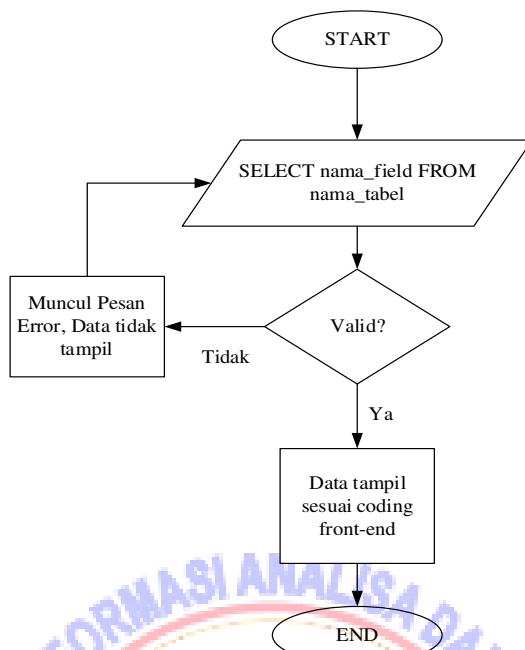 START
SELECT nama_field FROM
nama_tabel
Muncul Pesan
Error, Data tidak
tampil
Valid?
Tidak
Ya
Data tampil
sesuai coding
front-end
ANALISA
END